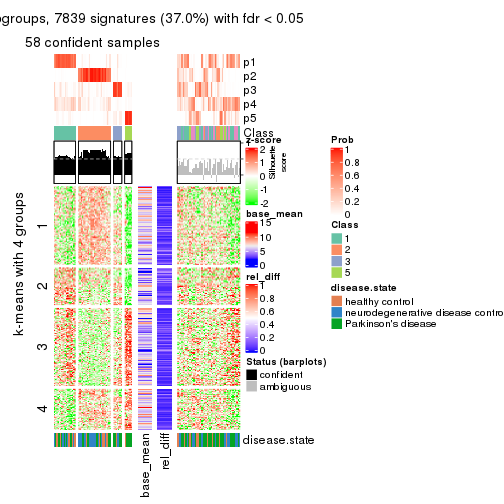 ogroups, 7839 signatures (37.0%) with fdr < 0.05
58 confident samples
p1
p2
p3
p4
p5
Class
Silhouette
score
1
2
3
4
k-means with 4 groups
base_mean
rel_diff
disease.state
z-score
2
1
0
-1
-2
base_mean
15
10
5
0
rel_diff
1
0.8
0.6
0.4
0.2
0
Status (barplots)
confident
ambiguous
Prob
1
0.8
0.6
0.4
0.2
0
Class
1
2
3
5
disease.state
healthy control
neurodegenerative disease contro
Parkinson's disease